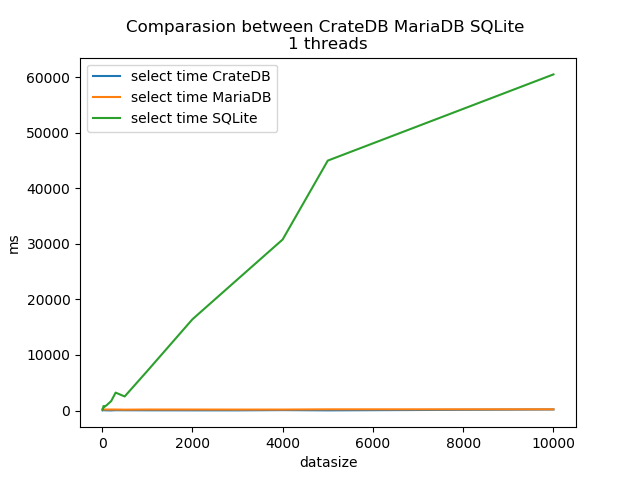 Comparasion between CrateDB MariaDB SQLite
1 threads
select time CrateDB
select time MariaDB
select time SQLite
60000
50000
40000
30000
20000
10000
0
ms
0 2000 4000 6000 8000 10000
datasize